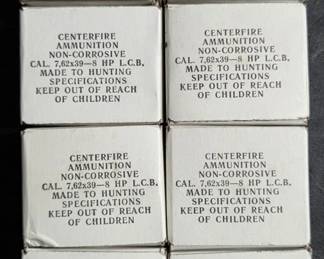 CENTERFIRE
AMMUNITION
NON-CORROSIVE
CAL. 7,62x39—8 HP L.C.B.
MADE TO HUNTING
SPECIFICATIONS
KEEP OUT OF REACH
OF CHILDREN
CENTERFIRE
AMMUNITION
NON-CORROSIVE
CAL. 7,62x39—8 HP L.C.B.
MADE TO HUNTING
SPECIFICATIONS
KEEP OUT OF REACH
OF CHILDREN
CENTERFIRE
AMMUNITION
NON-CORROSIVE
CAL. 7,62x39—8 HP L.C.B.
MADE TO HUNTING
SPECIFICATIONS
KEEP OUT OF REACH
OF CHILDREN
CENTERFIRE
AMMUNITION
NON-CORROSIVE
CAL. 7,62x39—8 HP L.C.B.
MADE TO HUNTING
SPECIFICATIONS
KEEP OUT OF REACH
OF CHILDREN